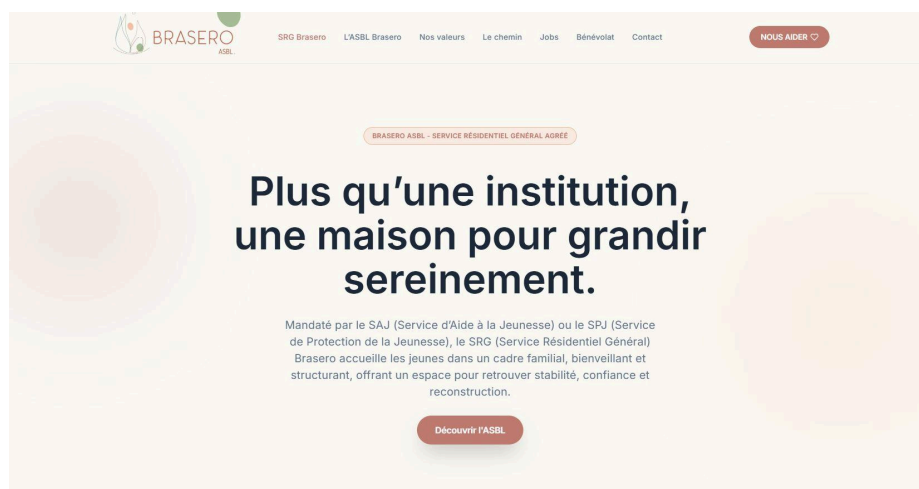 BRASERO
ASBL.
SRG Brasero L'ASBL Brasero Nos valeurs Le chemin Jobs Bénévolat Contact
NOUS AIDER
BRASERO ASBL - SERVICE RÉSIDENTIEL GÉNÉRAL AGRÉÉ
Plus qu’une institution,
une maison pour grandir
sereinement.
Mandaté par le SAJ (Service d’Aide à la Jeunesse) ou le SPJ (Service
de Protection de la Jeunesse), le SRG (Service Résidentiel Général)
Brasero accueille les jeunes dans un cadre familial, bienveillant et
structurant, offrant un espace pour retrouver stabilité, confiance et
reconstruction.
Découvrir l'ASBL